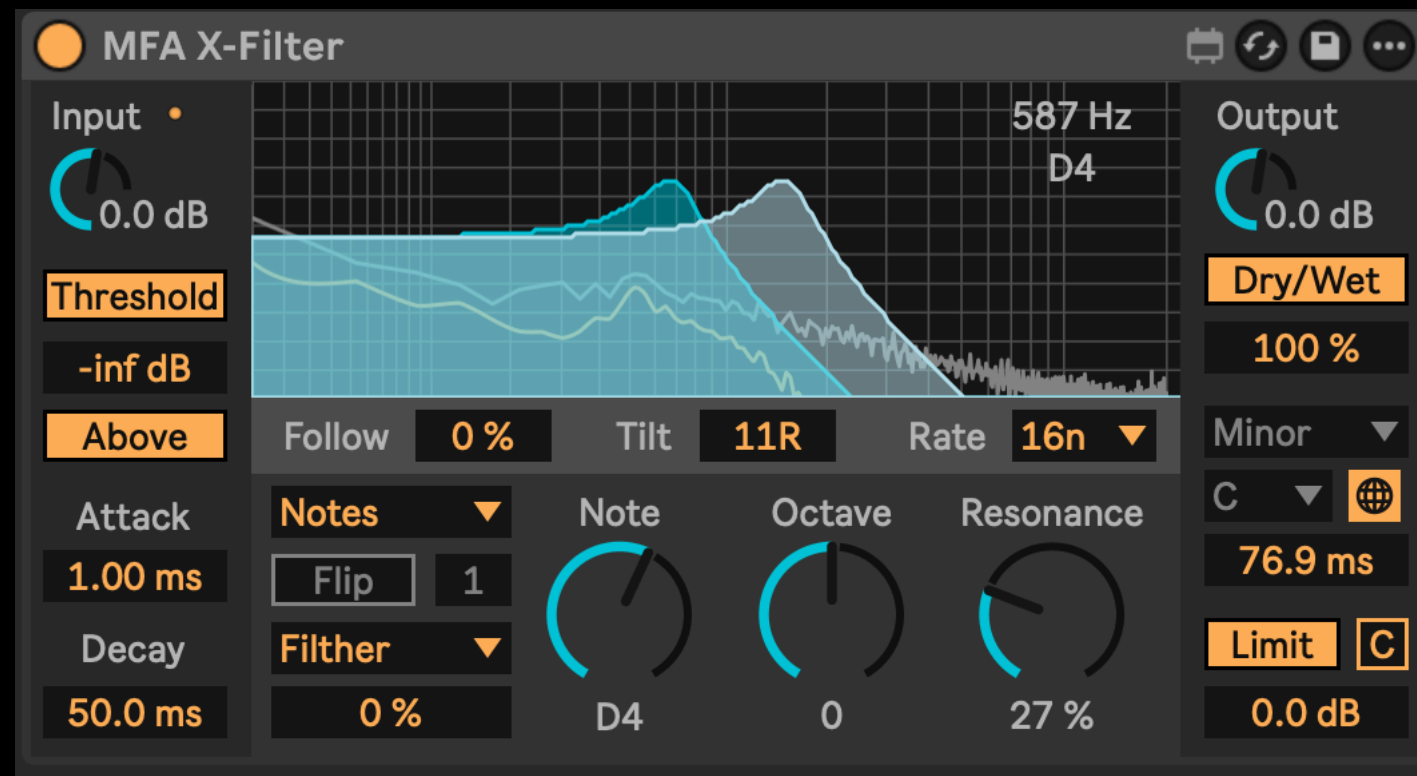 MFA X-Filter
Input
0.0 dB
Threshold
-inf dB
Above
Attack
1.00 ms
Decay
50.0 ms
587 Hz
D4
Follow 0 % Tilt 11R Rate 16n
Notes
Flip 1
Filther
0 %
Note
D4
Octave
0
Resonance
27 %
Output
0.0 dB
Dry/Wet
100 %
Minor
C
76.9 ms
Limit C
0.0 dB